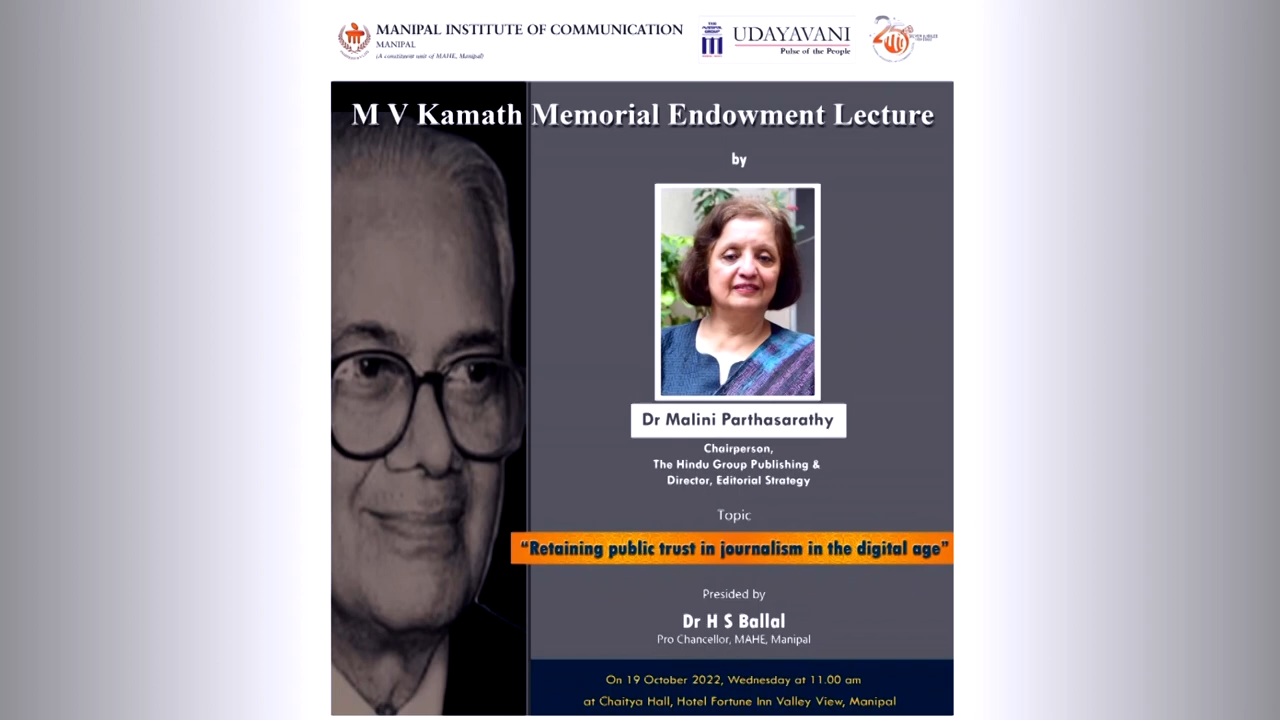 MANIPAL INSTITUTE OF COMMUNICATION
MANIPAL
(A constituent unit of MAHE, Manipal)
THE
MANIPAL
GROUP
UDAYAVANI
Pulse of the People
M V Kamath Memorial Endowment Lecture
by
Dr Malini Parthasarathy
Chairperson,
The Hindu Group Publishing &
Director, Editorial Strategy
Topic
“Retaining public trust in journalism in the digital age”
Presided by
Dr H S Ballal
Pro Chancellor, MAHE, Manipal
On 19 October 2022, Wednesday at 11.00 am
at Chaitya Hall, Hotel Fortune Inn Valley View, Manipal